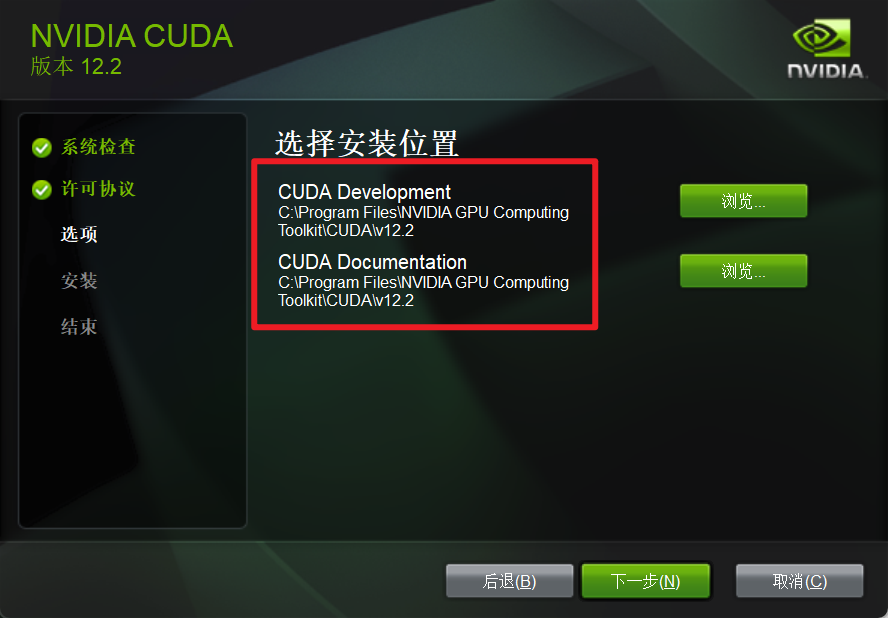 NVIDIA CUDA
版本 12.2
NVIDIA.
系统检查
许可协议
选项
安装
结束
选择安装位置
CUDA Development
C:\Program Files\NVIDIA GPU Computing
Toolkit\CUDA\v12.2
浏览...
CUDA Documentation
C:\Program Files\NVIDIA GPU Computing
Toolkit\CUDA\v12.2
浏览...
后退(B)
下一步(N)
取消(C)